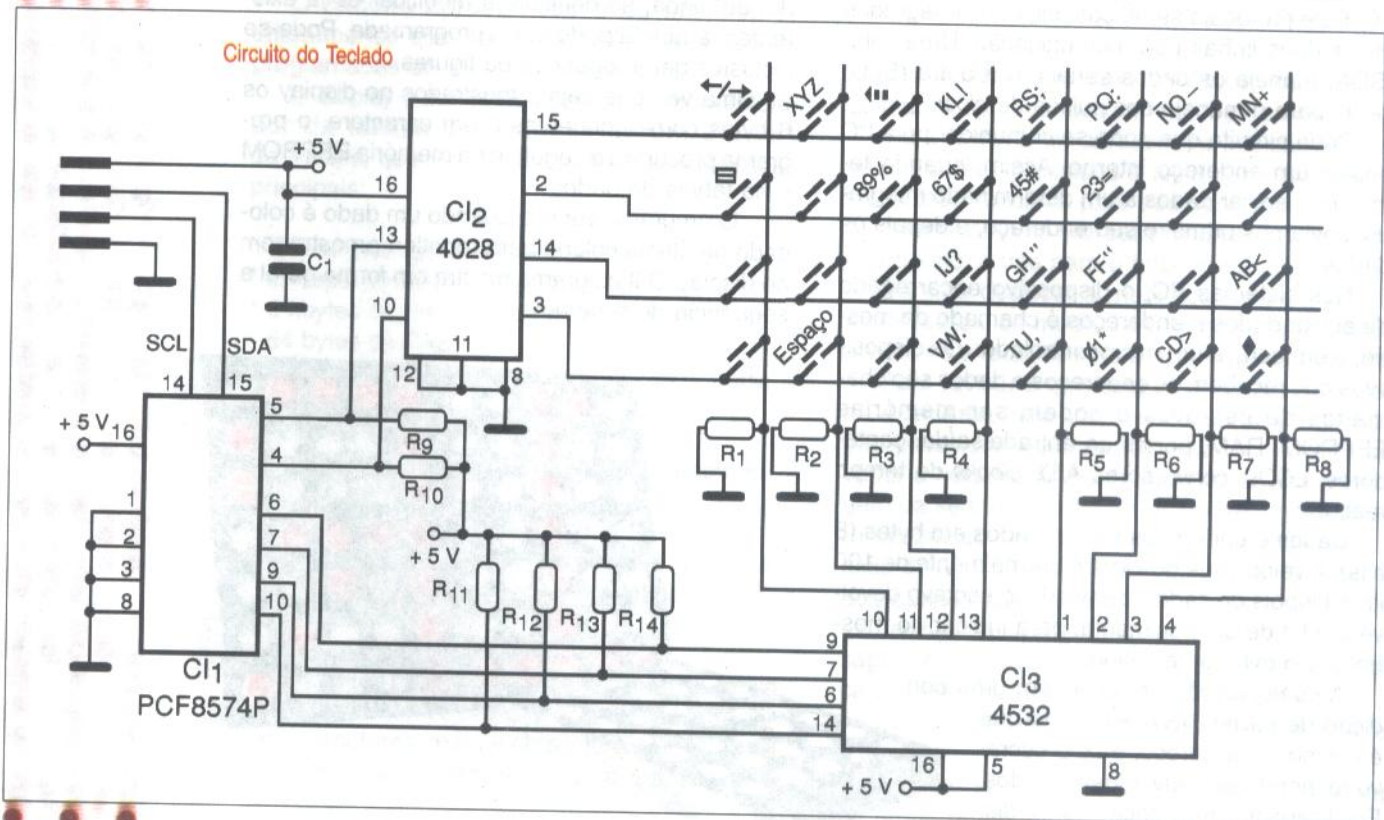 Circuito do Teclado
+ 5 V
C1
SCL
SDA
14
15
+ 5 V
16
1
2
3
8
5
4
6
7
9
10
CI1
PCF8574P
16
13
10
12
11
8
15
2
14
3
CI2
4028
R9
R10
+ 5 V
R11
R12
R13
R14
←/→
XYZ
KL!
RS;
PQ:
NO_
MN+
89%
67$
45#
23=
IJ?
GH"
FF'
AB<
Espaço
VW.
TU,
01*
CD>
R1
R2
R3
R4
R5
R6
R7
R8
10
11
12
13
1
2
3
4
9
7
6
14
CI3
4532
16
5
8
+ 5 V